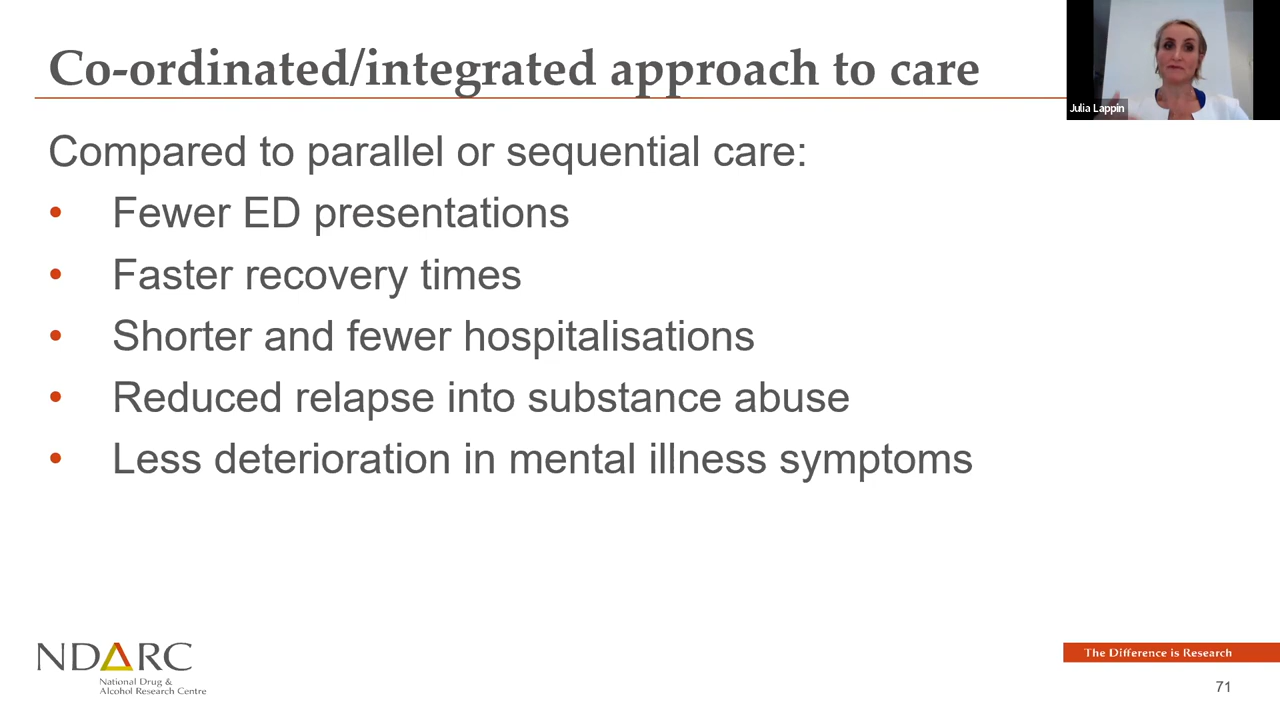 Co-ordinated/integrated approach to care
Julia Lappin
Compared to parallel or sequential care:
• Fewer ED presentations
• Faster recovery times
• Shorter and fewer hospitalisations
• Reduced relapse into substance abuse
• Less deterioration in mental illness symptoms
NDARC
National Drug &
Alcohol Research Centre
The Difference is Research
71